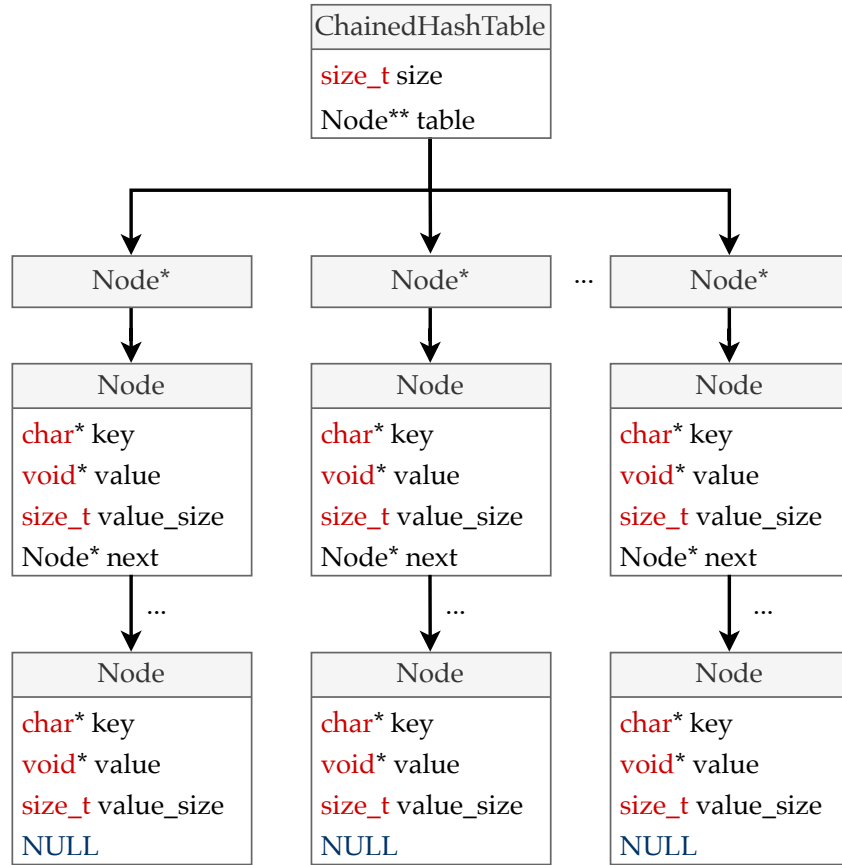 ChainedHashTable
size_t size
Node** table
Node*
Node*
...
Node*
Node
char* key
void* value
size_t value_size
Node* next
Node
char* key
void* value
size_t value_size
Node* next
Node
char* key
void* value
size_t value_size
Node* next
...
...
...
Node
char* key
void* value
size_t value_size
NULL
Node
char* key
void* value
size_t value_size
NULL
Node
char* key
void* value
size_t value_size
NULL